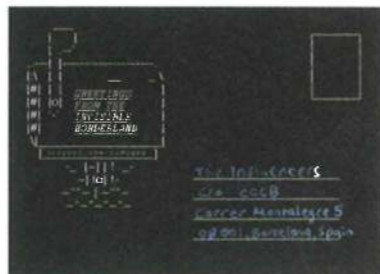 GREETINGS
FROM THE
INVISIBLE
BORDERLAND
The Influencers
c/o CCCB
Carrer Montalegre 5
08001, Barcelona, Spain